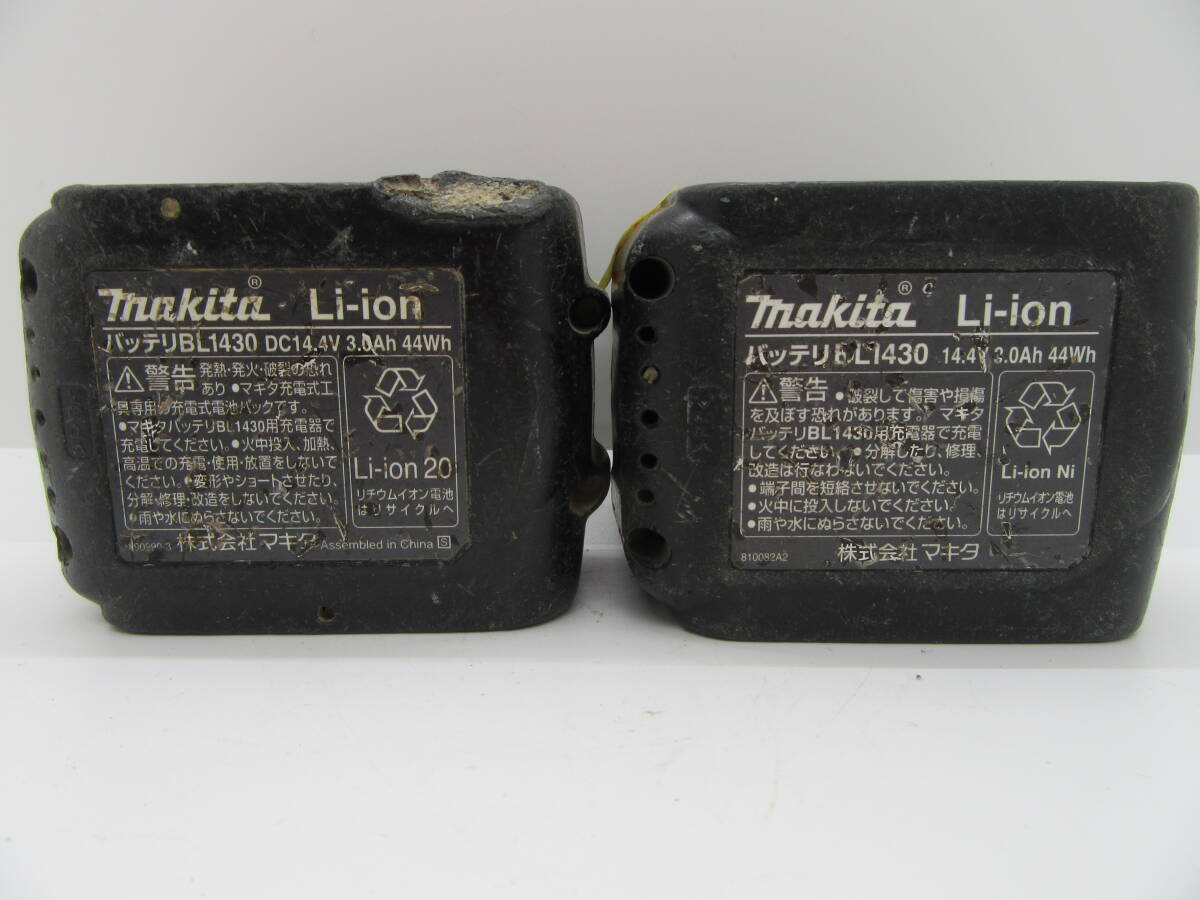 makita® Li-ion
バッテリBL1430 DC14.4V 3.0Ah 44Wh
⚠警告 発熱・発火・破裂の恐れ
あり ●マキタ充電式工
具専用の充電式電池パックです。
●マキタバッテリBL1430用充電器で
充電してください。●火中投入、加熱、
高温での充電・使用・放置をしないで
ください。●変形やショートさせたり、
分解・修理・改造をしないでください。
●雨や水にぬらさないでください。
Li-ion 20
リチウムイオン電池
はリサイクルへ
株式会社マキタ Assembled in China S
makita® Li-ion
バッテリBL1430 14.4V 3.0Ah 44Wh
⚠警告 ●破裂して傷害や損傷
を及ぼす恐れがあります。マキタ
バッテリBL1430用充電器で充電
してください。●分解したり、修理、
改造は行なわないでください。
●端子間を短絡させないでください。
●火中に投入しないでください。
●雨や水にぬらさないでください。
Li-ion Ni
リチウムイオン電池
はリサイクルへ
810082A2 株式会社マキタ